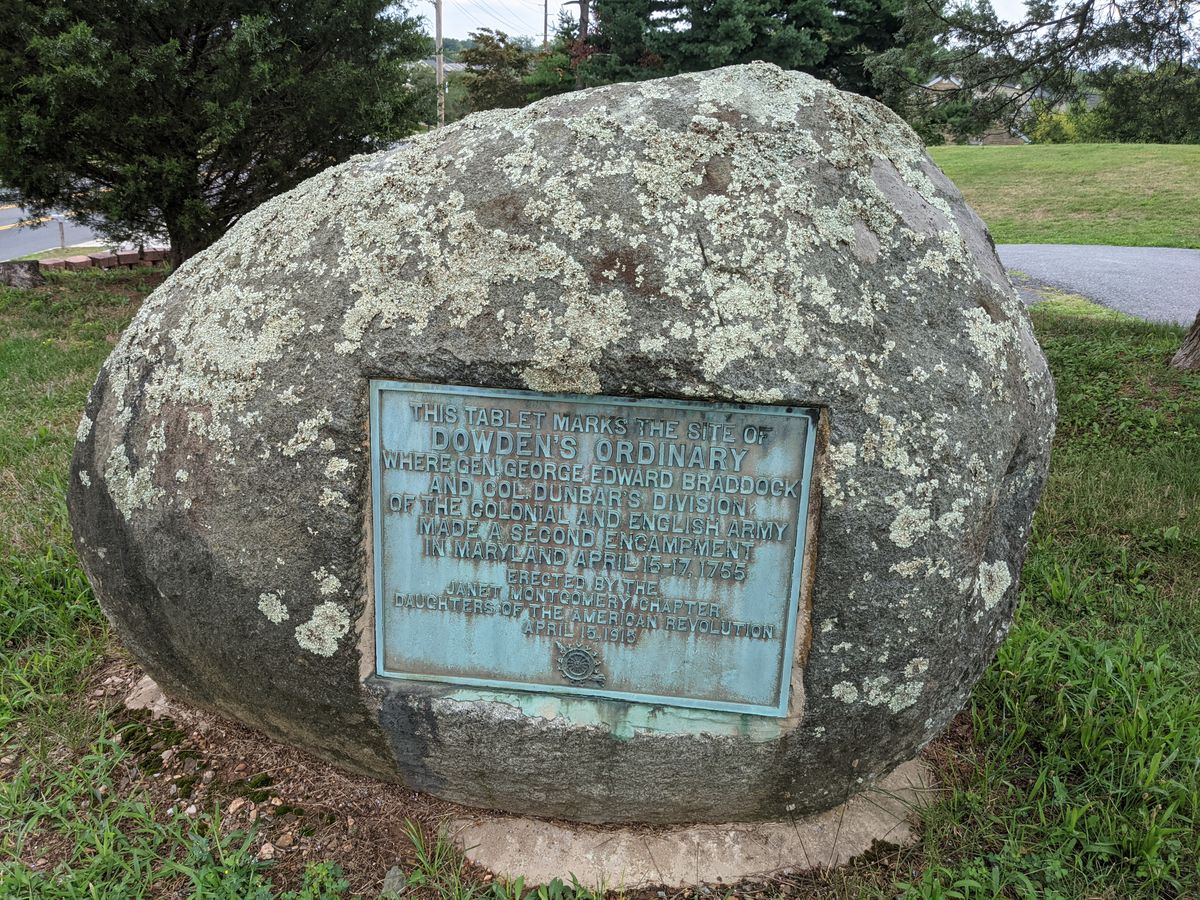 THIS TABLET MARKS THE SITE OF
DOWDEN'S ORDINARY
WHERE GEN. GEORGE EDWARD BRADDOCK
AND COL. DUNBAR'S DIVISION
OF THE COLONIAL AND ENGLISH ARMY
MADE A SECOND ENCAMPMENT
IN MARYLAND APRIL 15-17, 1755
ERECTED BY THE
JANET MONTGOMERY CHAPTER
DAUGHTERS OF THE AMERICAN REVOLUTION
APRIL 15, 1915